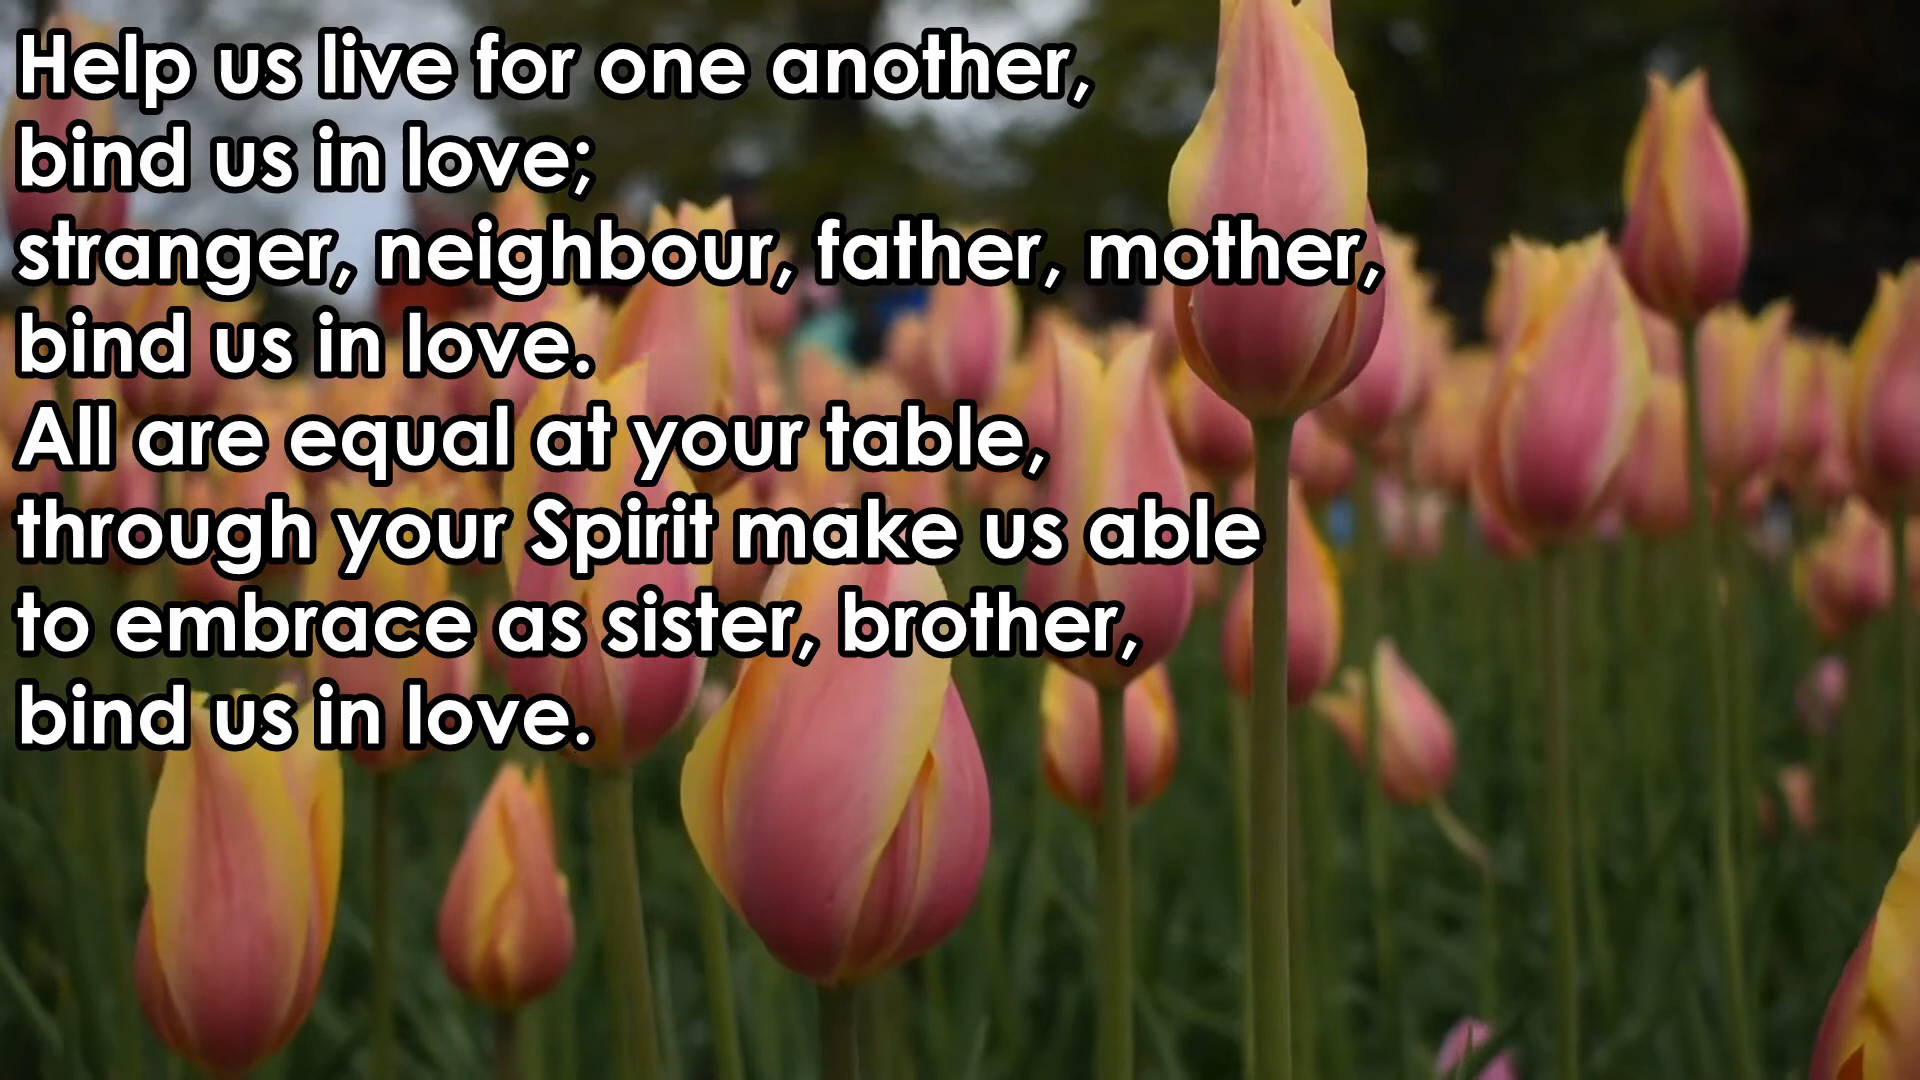 Help us live for one another,
bind us in love;
stranger, neighbour, father, mother,
bind us in love.
All are equal at your table,
through your Spirit make us able
to embrace as sister, brother,
bind us in love.